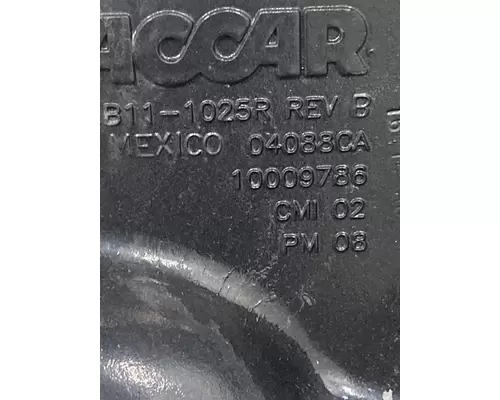 ACCAR
B11-1025R REV B
MEXICO 04088CA
10009786
CMI 02
PM 08